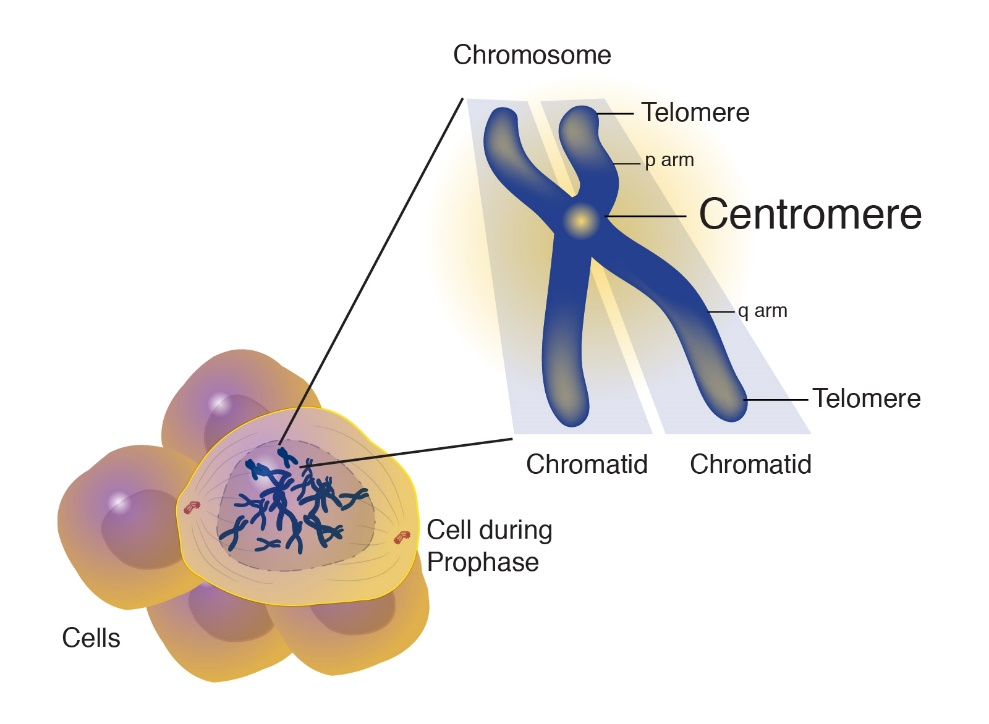 Chromosome
Telomere
p arm
Centromere
q arm
Telomere
Chromatid
Chromatid
Cell during
Prophase
Cells